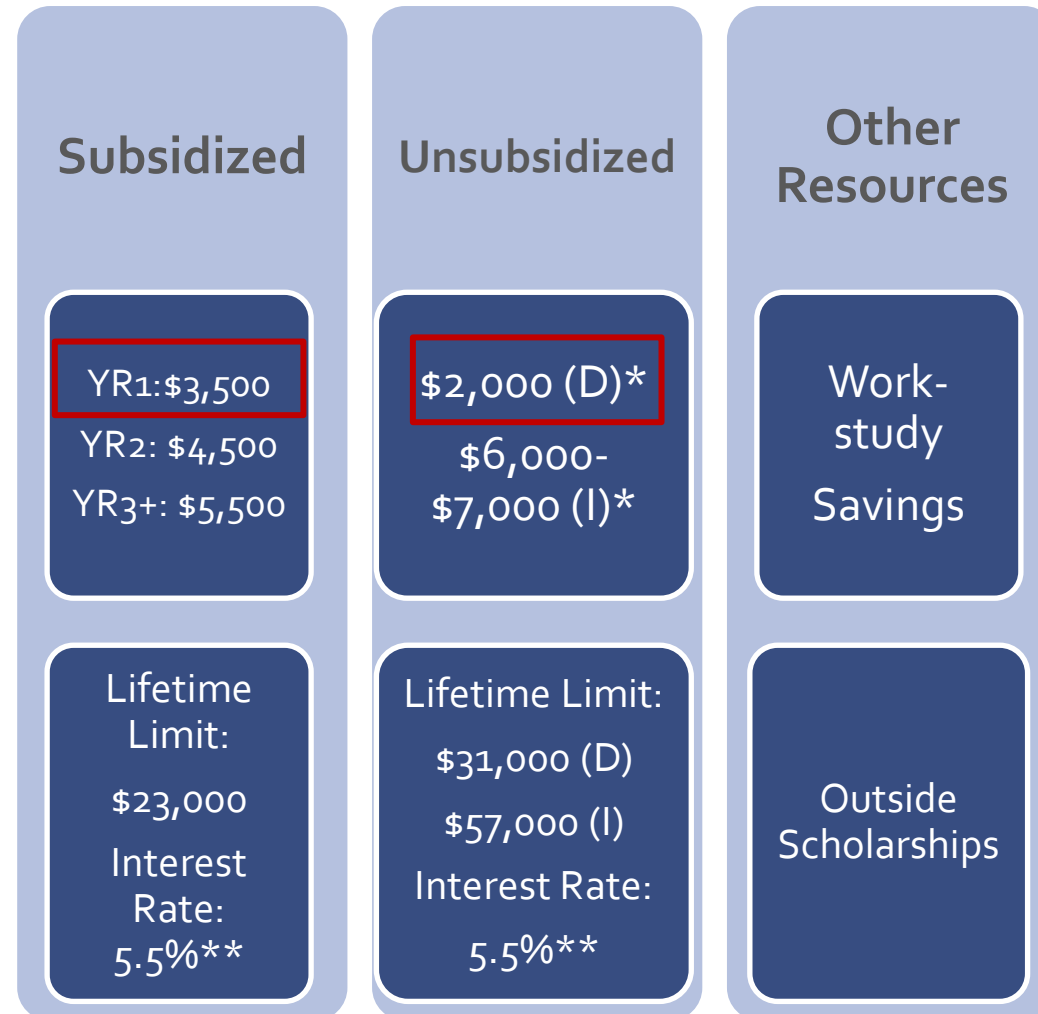 Subsidized
YR1:$3,500
YR2: $4,500
YR3+: $5,500
Lifetime
Limit:
$23,000
Interest
Rate:
5.5%**
Unsubsidized
$2,000 (D)*
$6,000-
$7,000 (I)*
Lifetime Limit:
$31,000 (D)
$57,000 (I)
Interest Rate:
5.5%**
Other
Resources
Work-
study
Savings
Outside
Scholarships